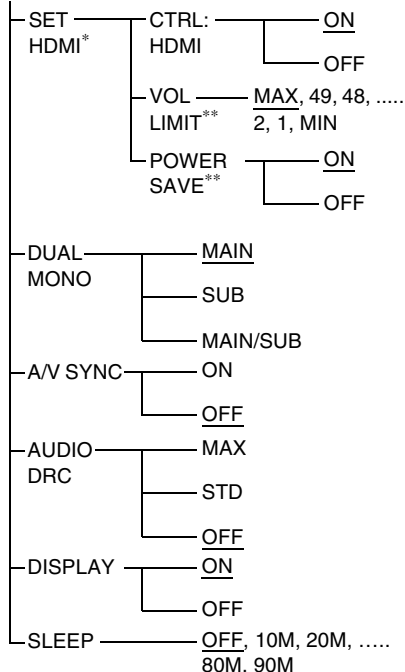 SET HDMI*
CTRL: HDMI
ON
OFF
VOL LIMIT**
MAX, 49, 48, .....
2, 1, MIN
POWER SAVE**
ON
OFF
DUAL MONO
MAIN
SUB
MAIN/SUB
A/V SYNC
ON
OFF
AUDIO DRC
MAX
STD
OFF
DISPLAY
ON
OFF
SLEEP
OFF, 10M, 20M, .....
80M, 90M